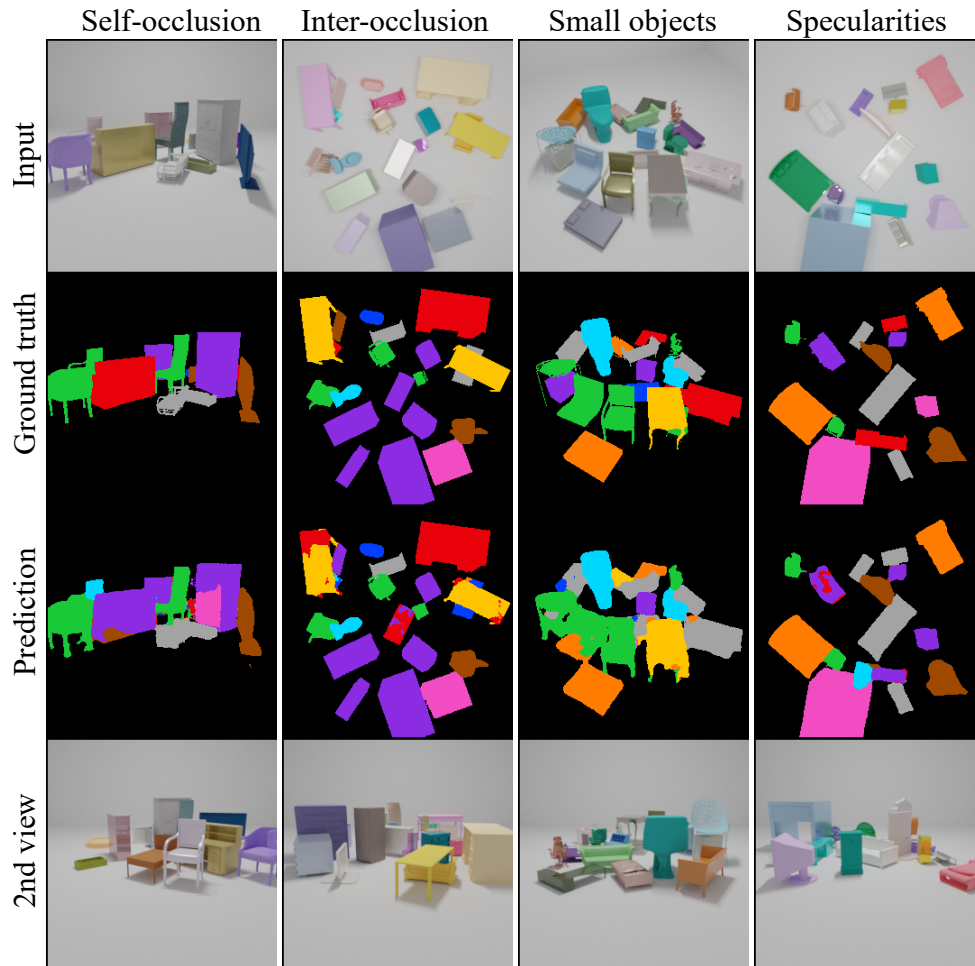 Self-occlusion Inter-occlusion Small objects Specularities
Input
Ground truth
Prediction
2nd view